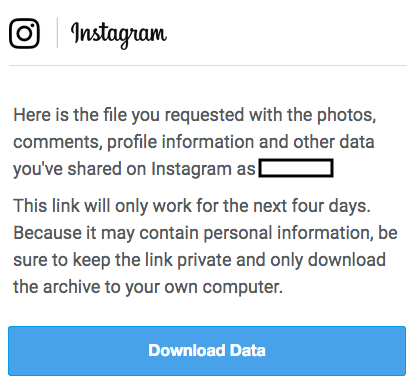 Instagram
Here is the file you requested with the photos,
comments, profile information and other data
you've shared on Instagram as
This link will only work for the next four days.
Because it may contain personal information, be
sure to keep the link private and only download
the archive to your own computer.
Download Data